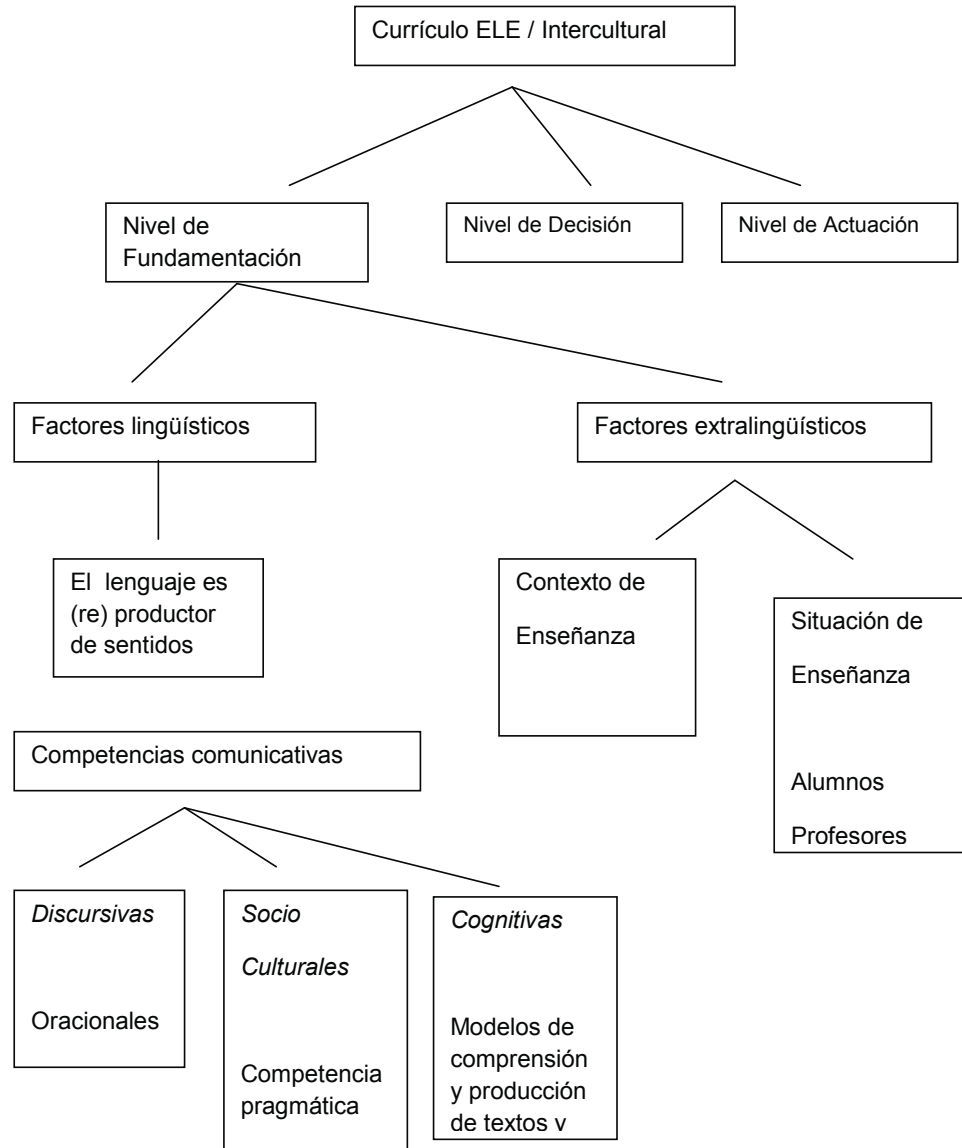 Currículo ELE / Intercultural
Nivel de
Fundamentación
Nivel de Decisión
Nivel de Actuación
Factores lingüísticos
Factores extralingüísticos
El lenguaje es
(re) productor
de sentidos
Contexto de
Enseñanza
Situación de
Enseñanza
Alumnos
Profesores
Competencias comunicativas
Discursivas
Oracionales
Socio
Culturales
Competencia
pragmática
Cognitivas
Modelos de
comprensión
y producción
de textos